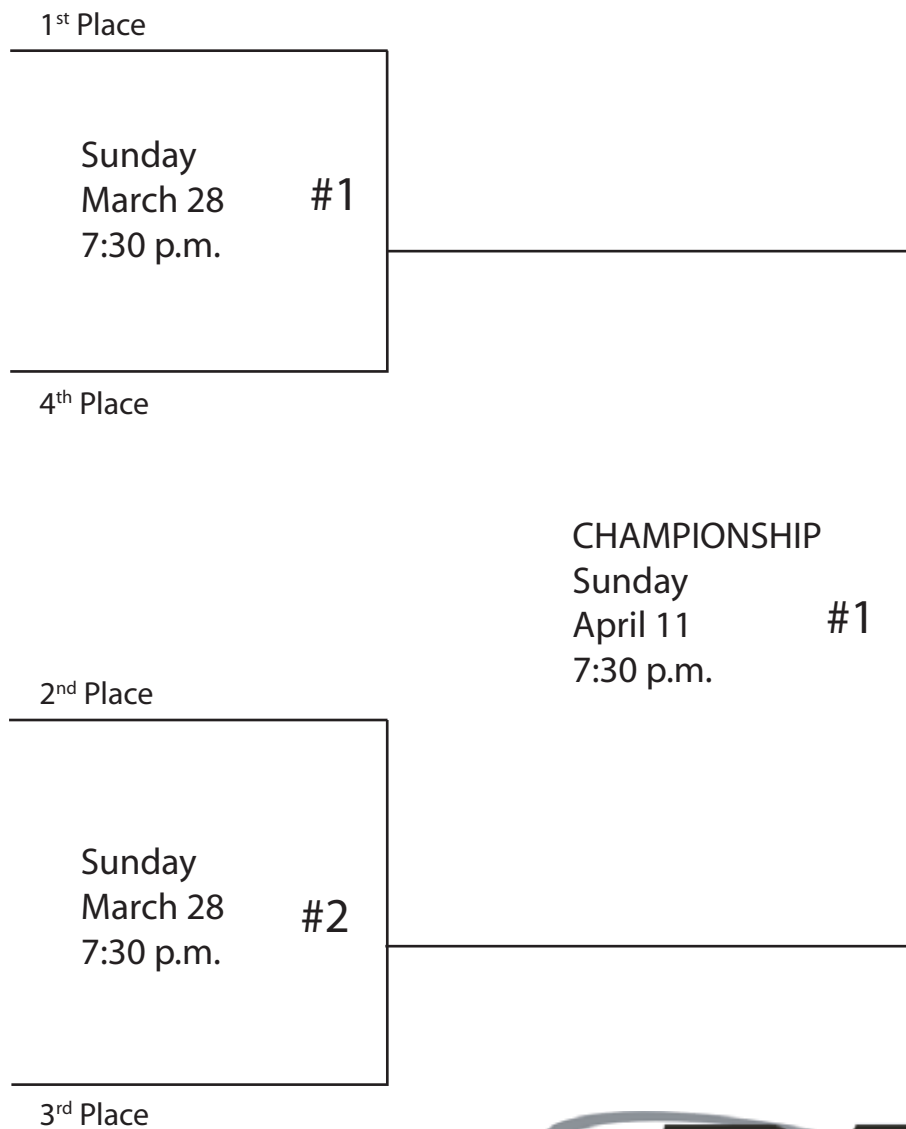 1st Place
Sunday
March 28
7:30 p.m.
#1
4th Place
CHAMPIONSHIP
Sunday
April 11
7:30 p.m.
#1
2nd Place
Sunday
March 28
7:30 p.m.
#2
3rd Place